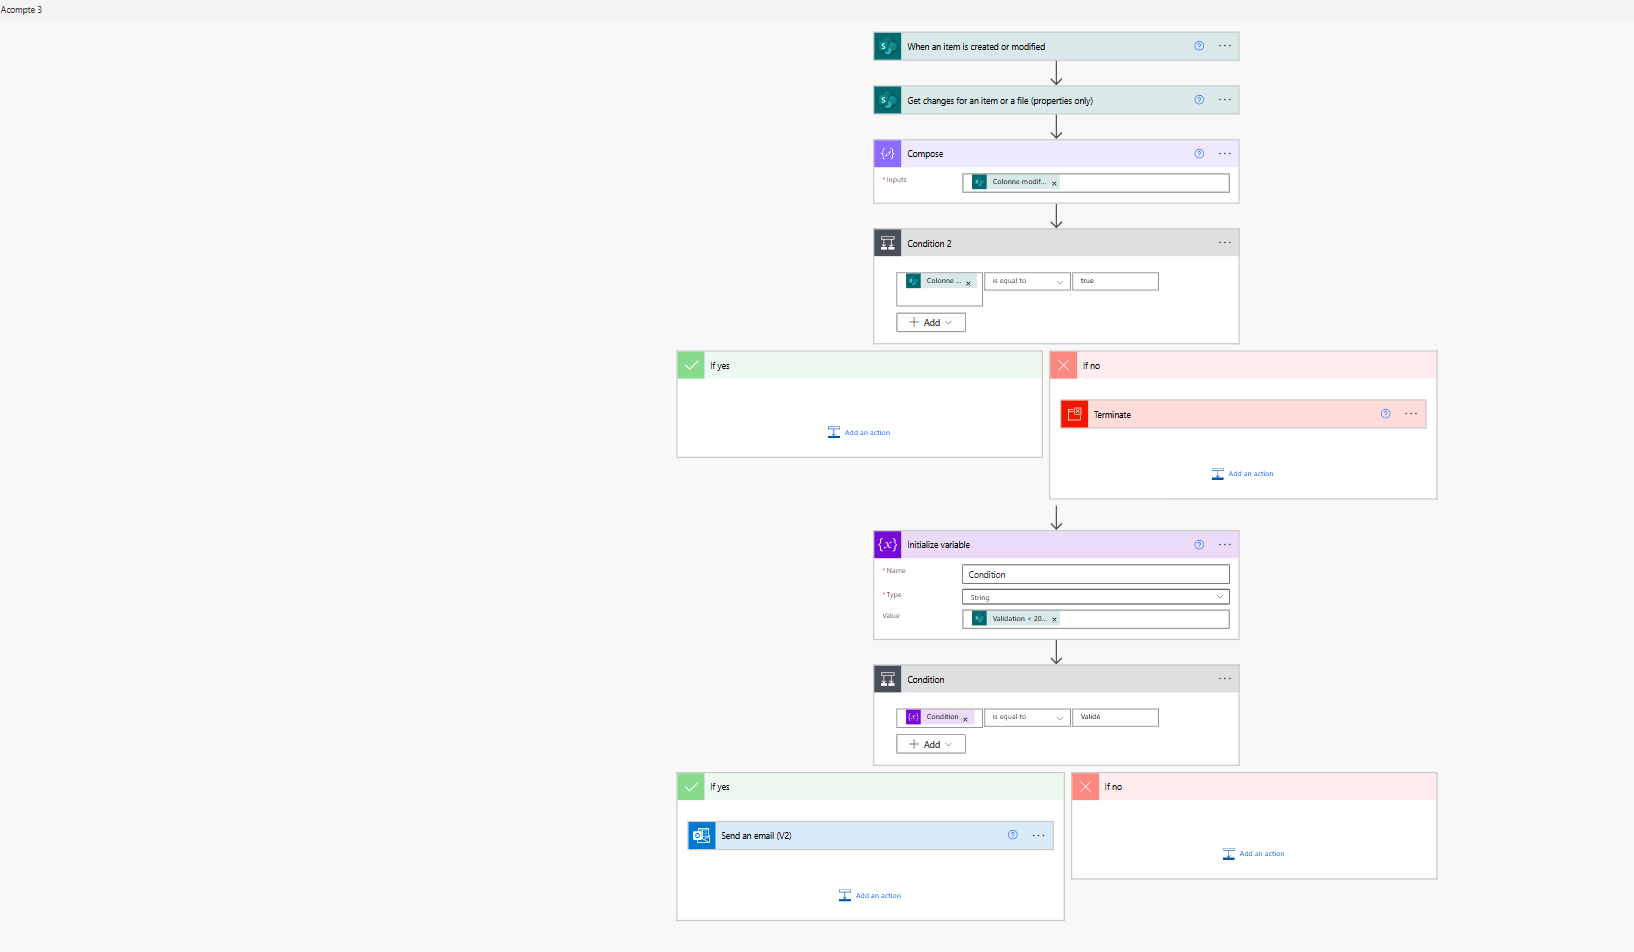 Acompte 3
When an item is created or modified
Get changes for an item or a file (properties only)
Compose
* Inputs
Colonne modif... x
Condition 2
Colonne ... x
is equal to
true
Add
If yes
Add an action
If no
Terminate
Add an action
Initialize variable
* Name
Condition
* Type
String
Value
Validation < 20... x
Condition
Condition x
is equal to
Validé
Add
If yes
Send an email (V2)
Add an action
If no
Add an action